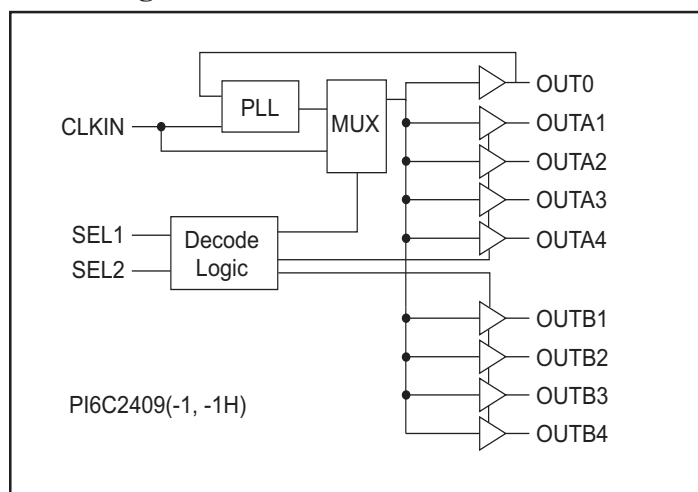 OUT0
PLL
CLKIN
MUX
OUTA1
OUTA2
OUTA3
SEL1
Decode
Logic
OUTA4
SEL2
OUTB1
OUTB2
OUTB3
PI6C2409(-1, -1H)
OUTB4